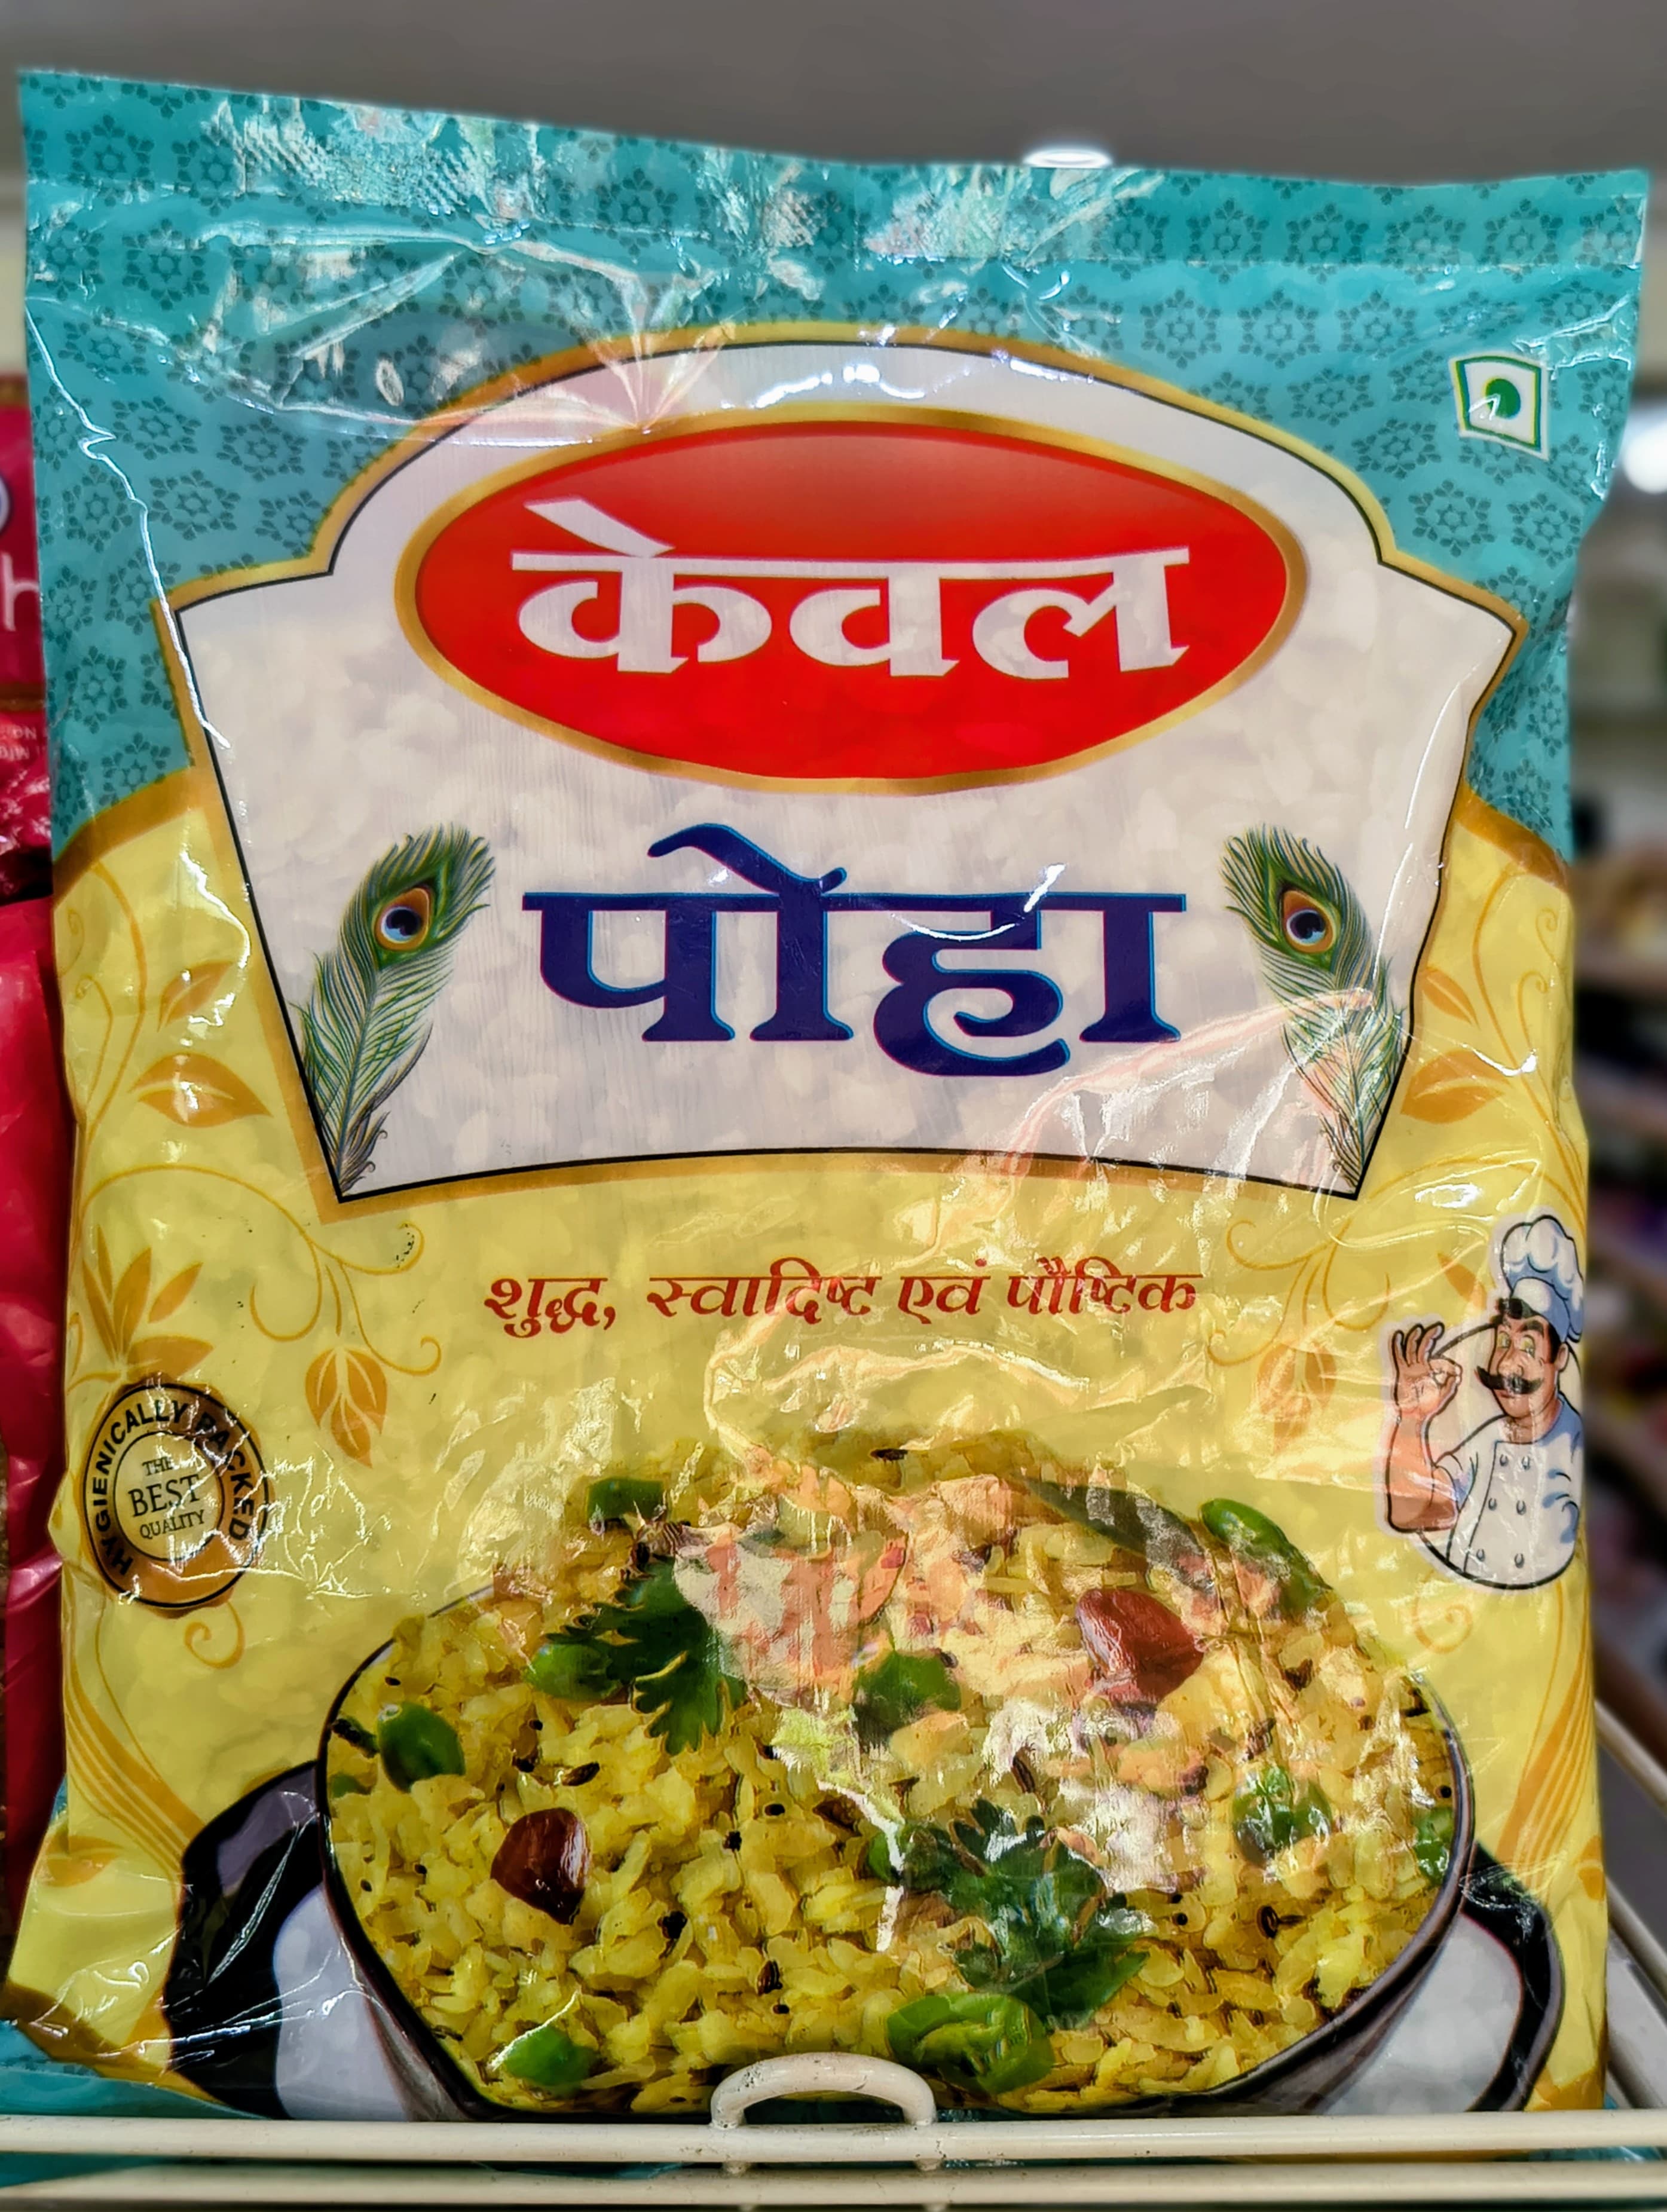 केवल
पोहा
शुद्ध, स्वादिष्ट एवं पौष्टिक
HYGIENICALLY PACKED
THE
BEST
QUALITY